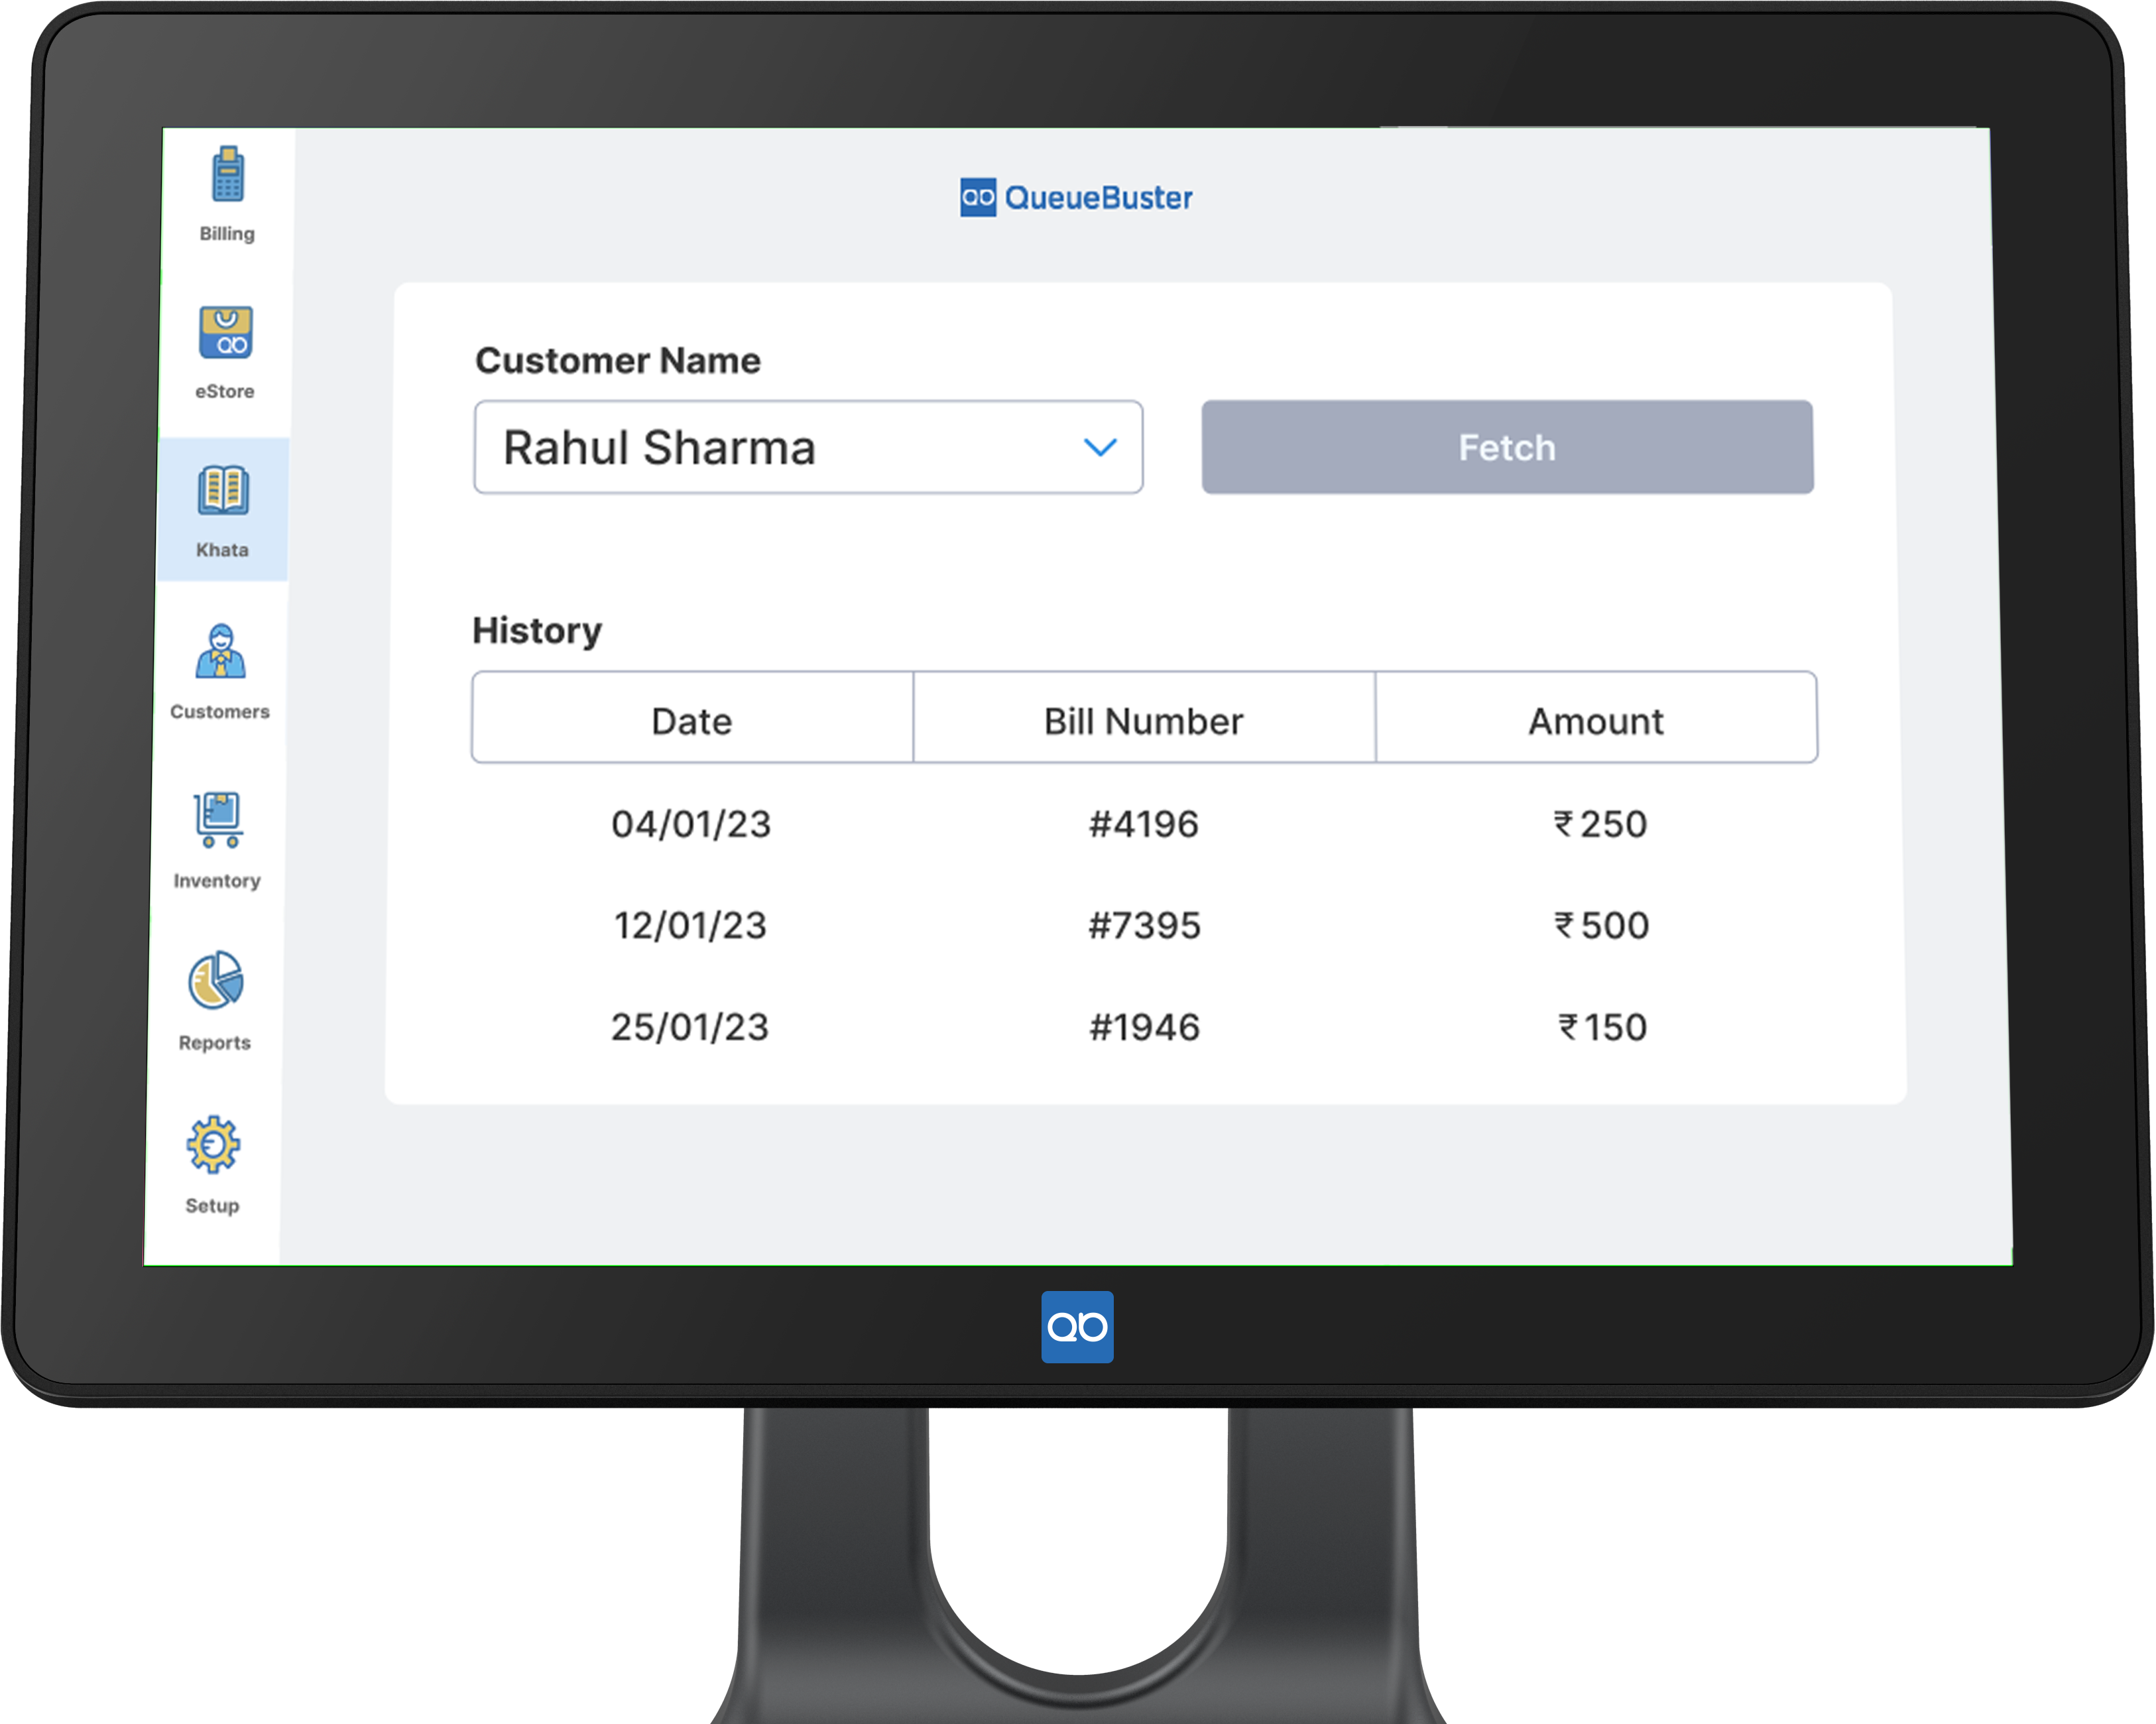 QueueBuster
Billing
eStore
Khata
Customers
Inventory
Reports
Setup
Customer Name
Rahul Sharma
Fetch
History
Date Bill Number Amount
04/01/23 #4196 ₹250
12/01/23 #7395 ₹500
25/01/23 #1946 ₹150